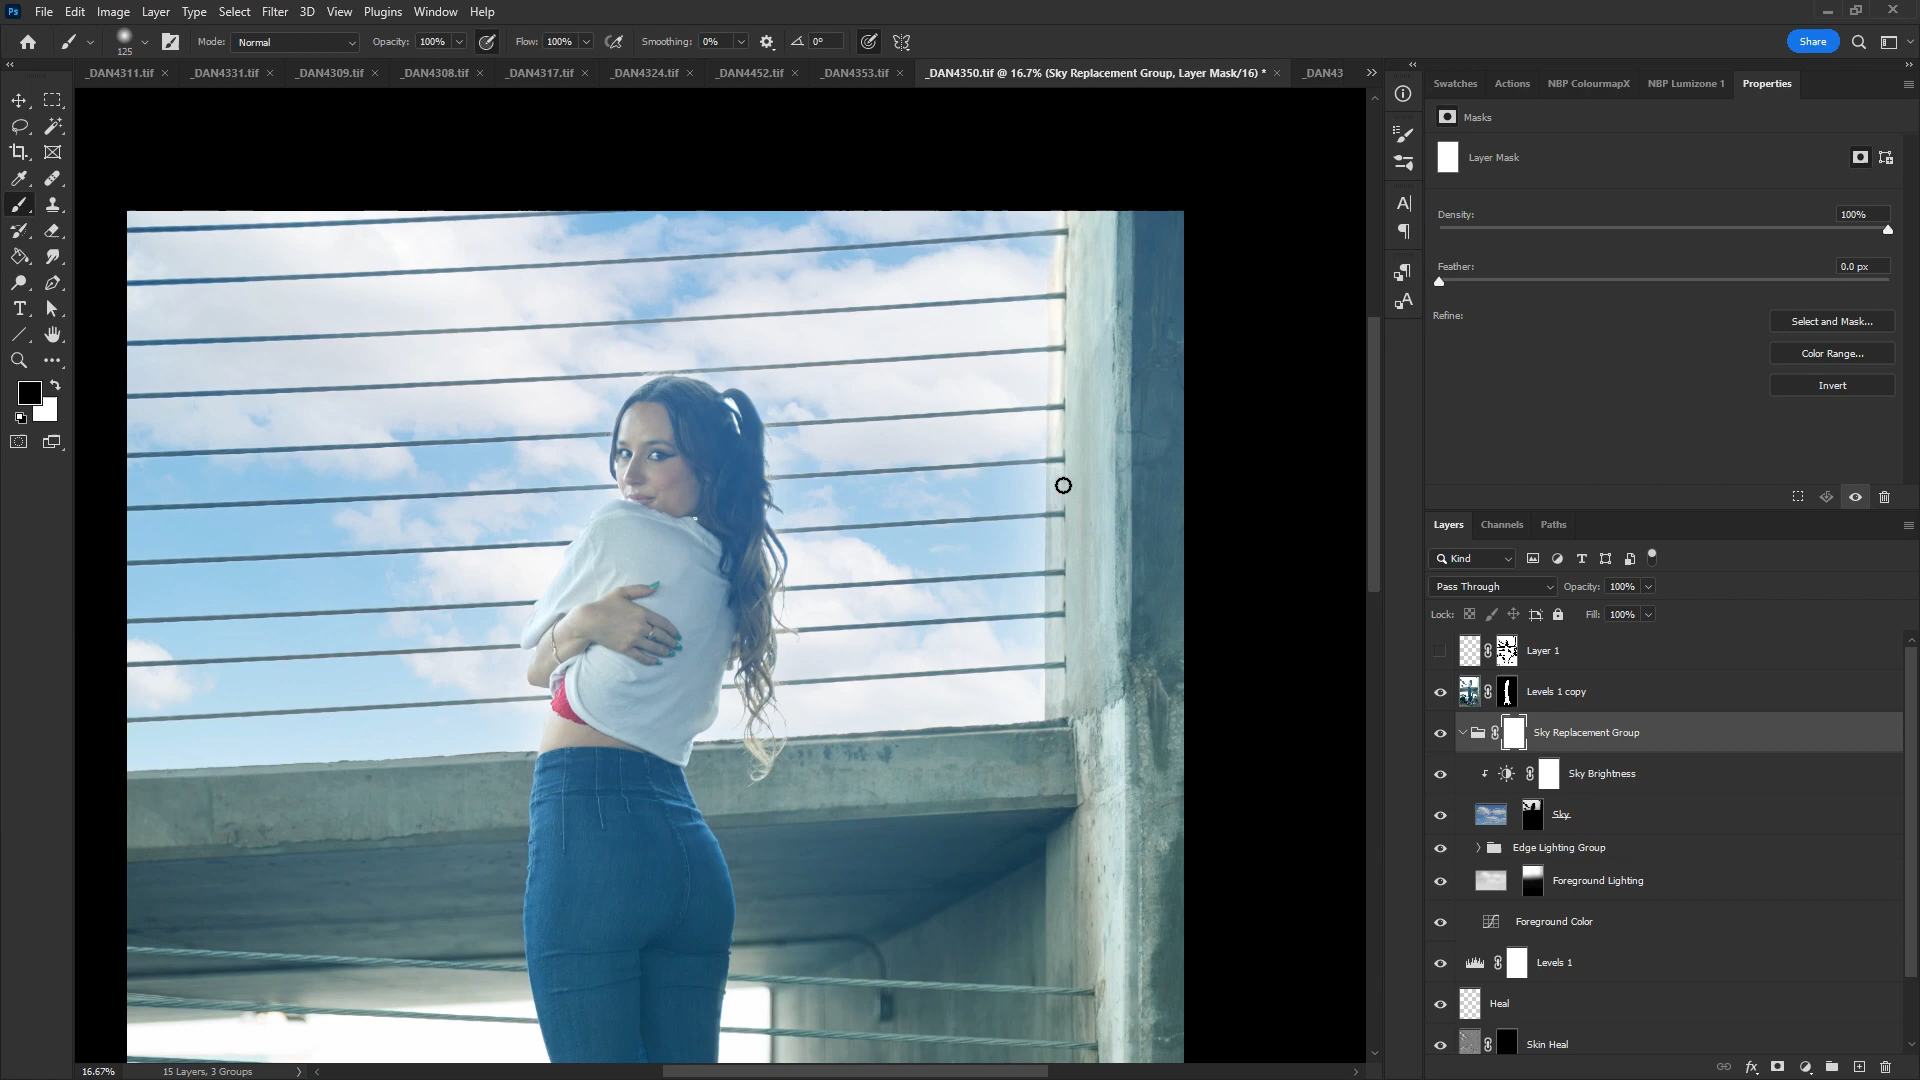 Ps File Edit Image Layer Type Select Filter 3D View Plugins Window Help
125 Mode: Normal Opacity: 100% Flow: 100% Smoothing: 0% 0° Share
_DAN4311.tif _DAN4331.tif _DAN4309.tif _DAN4308.tif _DAN4317.tif _DAN4324.tif _DAN4452.tif _DAN4353.tif _DAN4350.tif @ 16.7% (Sky Replacement Group, Layer Mask/16) * _DAN43
Swatches Actions NBP ColourmapX NBP Lumizone 1 Properties
Masks
Layer Mask
Density: 100%
Feather: 0.0 px
Refine:
Select and Mask...
Color Range...
Invert
Layers Channels Paths
Kind
Pass Through Opacity: 100%
Lock: Fill: 100%
Layer 1
Levels 1 copy
Sky Replacement Group
Sky Brightness
Sky
Edge Lighting Group
Foreground Lighting
Foreground Color
Levels 1
Heal
Skin Heal
16.67% 15 Layers, 3 Groups